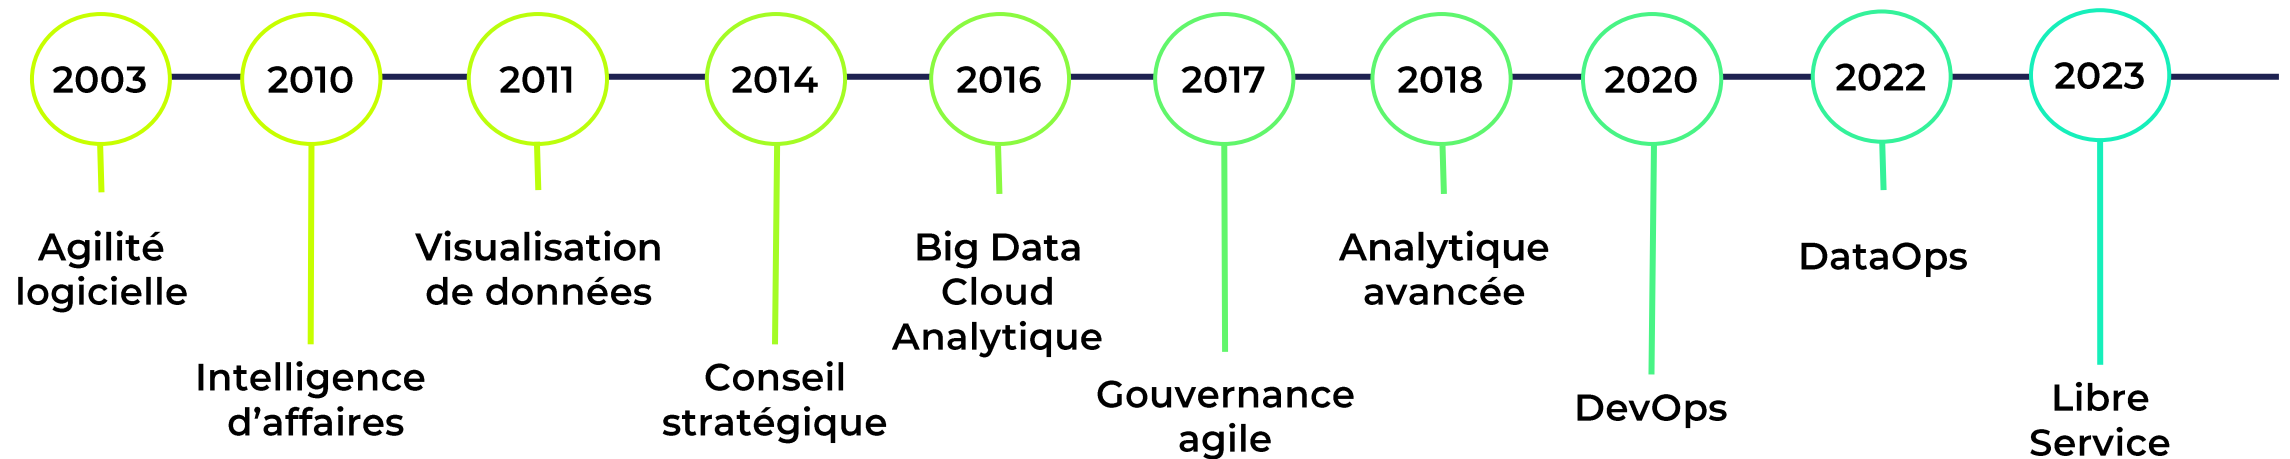 2003
2010
2011
2014
2016
2017
2018
2020
2022
2023
Agilité
logicielle
Intelligence
d’affaires
Visualisation
de données
Conseil
stratégique
Big Data
Cloud
Analytique
Gouvernance
agile
Analytique
avancée
DevOps
DataOps
Libre
Service